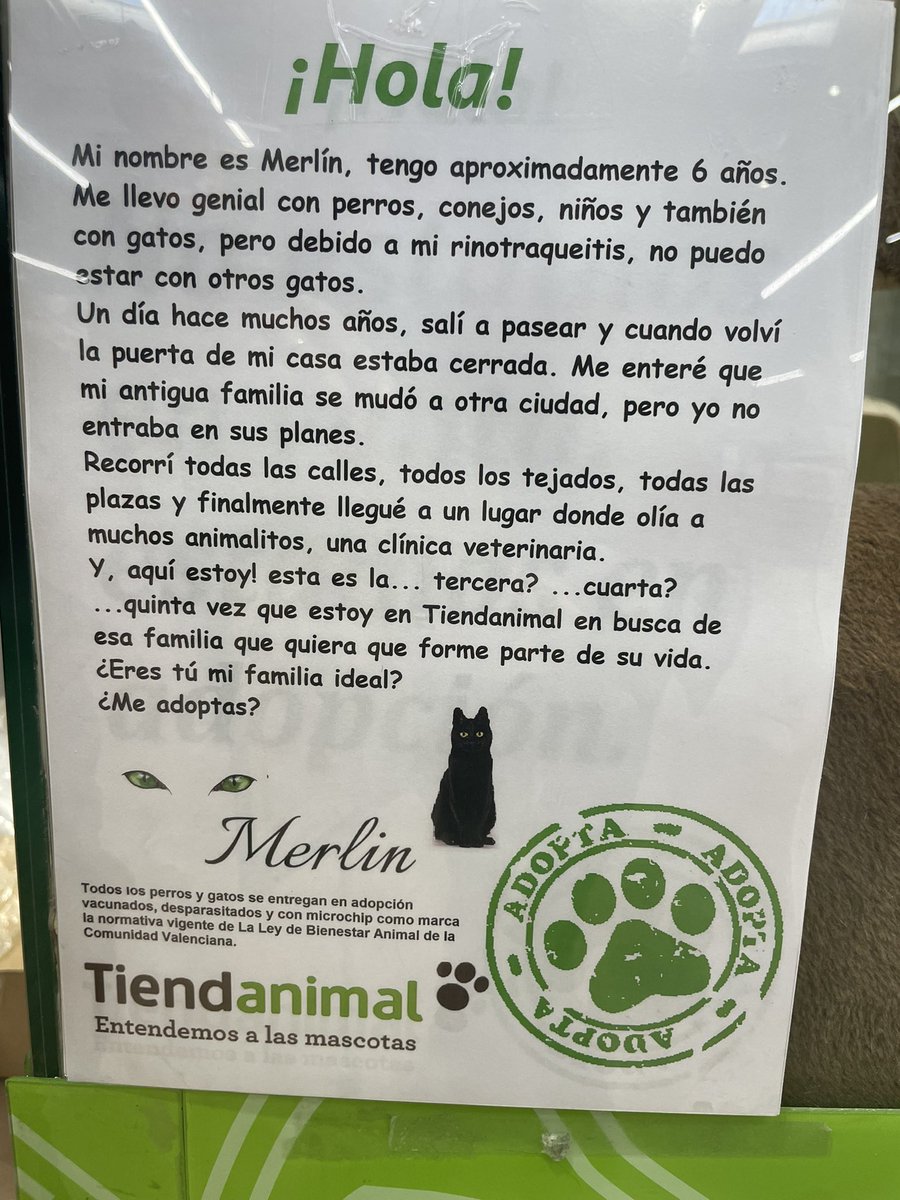 ¡Hola!
Mi nombre es Merlín, tengo aproximadamente 6 años.
Me llevo genial con perros, conejos, niños y también
con gatos, pero debido a mi rinotraqueitis, no puedo
estar con otros gatos.
Un día hace muchos años, salí a pasear y cuando volví
la puerta de mi casa estaba cerrada. Me enteré que
mi antigua familia se mudó a otra ciudad, pero yo no
entraba en sus planes.
Recorrí todas las calles, todos los tejados, todas las
plazas y finalmente llegué a un lugar donde olía a
muchos animalitos, una clínica veterinaria.
Y, aquí estoy! esta es la... tercera? ...cuarta?
...quinta vez que estoy en Tiendanimal en busca de
esa familia que quiera que forme parte de su vida.
¿Eres tú mi familia ideal?
¿Me adoptas?
Merlin
Todos los perros y gatos se entregan en adopción
vacunados, desparasitados y con microchip como marca
la normativa vigente de La Ley de Bienestar Animal de la
Comunidad Valenciana.
Tiendanimal
Entendemos a las mascotas
ADOPTA ~ ADOPTA - ADOPTA - ADOPTA